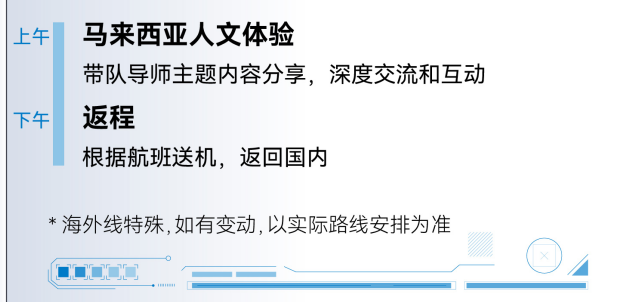 上午 马来西亚人文体验
带队导师主题内容分享，深度交流和互动
下午 返程
根据航班送机，返回国内
*海外线特殊,如有变动,以实际路线安排为准